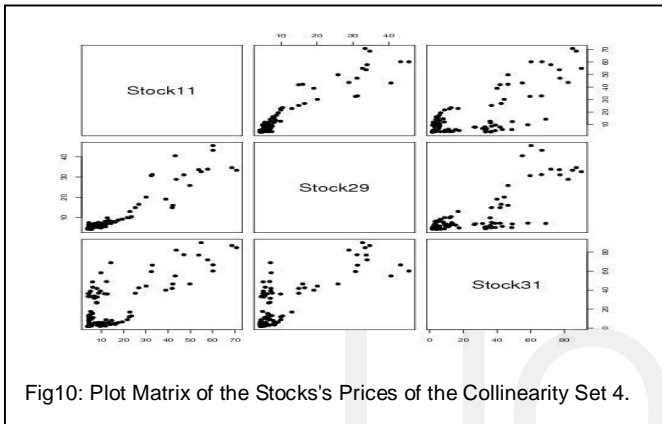 10 20 30 40
Stock11
10 20 30 40 50 60 70
10 20 30 40
Stock29
Stock31
0 20 40 60 80
10 20 30 40 50 60 70
0 20 40 60 80
Fig10: Plot Matrix of the Stocks's Prices of the Collinearity Set 4.